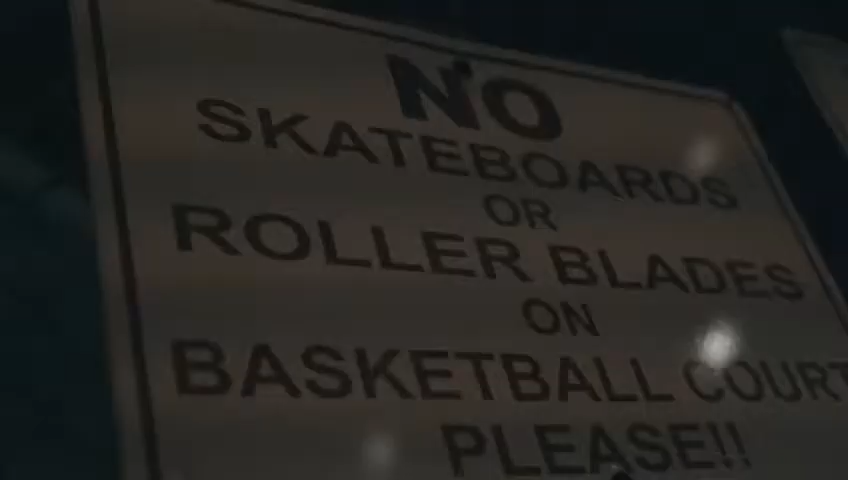 NO
SKATEBOARDS
OR
ROLLER BLADES
ON
BASKETBALL COURT
PLEASE!!